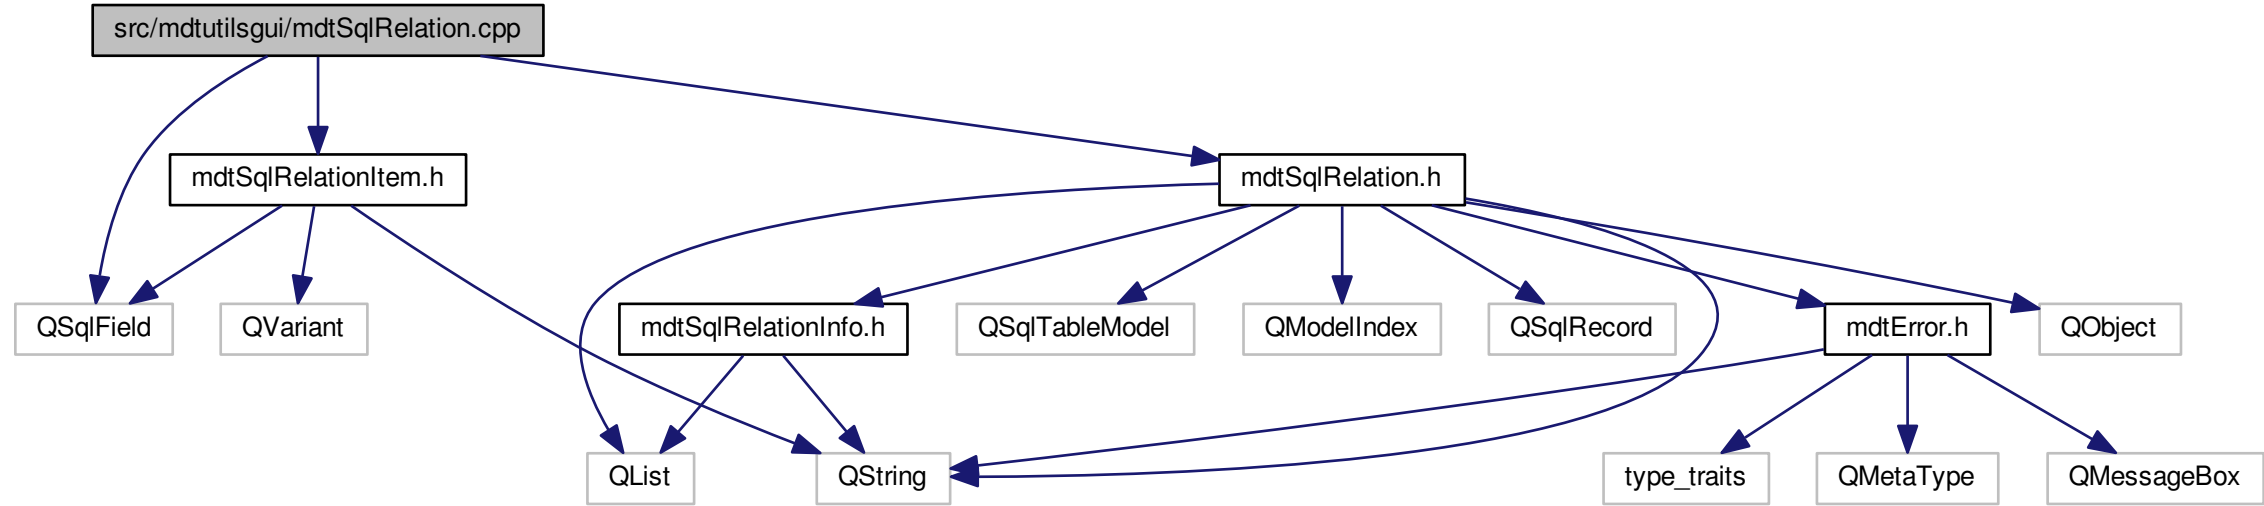 src/mdtutilsgui/mdtSqlRelation.cpp
mdtSqlRelationItem.h
mdtSqlRelation.h
QSqlField
QVariant
mdtSqlRelationInfo.h
QSqlTableModel
QModelIndex
QSqlRecord
mdtError.h
QObject
QList
QString
type_traits
QMetaType
QMessageBox